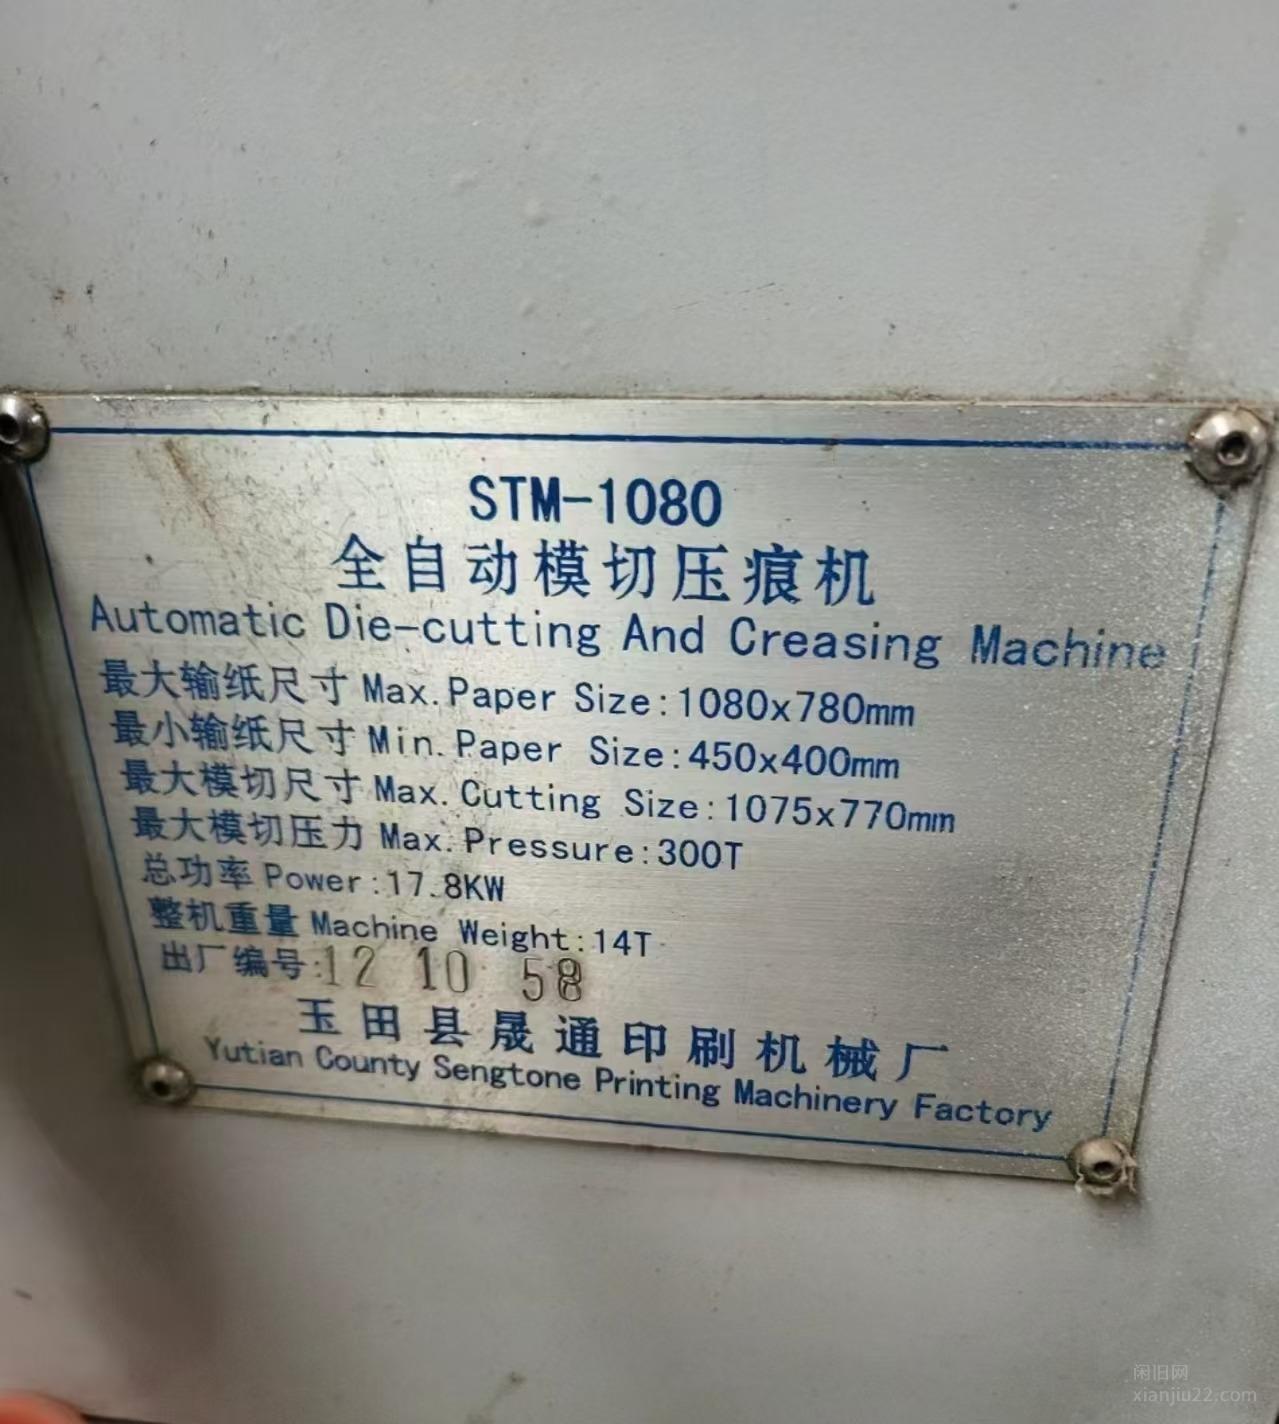 STM-1080
全自动模切压痕机
Automatic Die-cutting And Creasing Machine
最大输纸尺寸 Max. Paper Size:1080x780mm
最小输纸尺寸 Min. Paper Size:450x400mm
最大模切尺寸 Max. Cutting Size:1075x770mm
最大模切压力 Max. Pressure:300T
总功率 Power:17.8KW
整机重量 Machine Weight:14T
出厂编号:12 10 58
玉田县晟通印刷机械厂
Yutian County Sengtone Printing Machinery Factory
闲旧网
xianjiu22.com